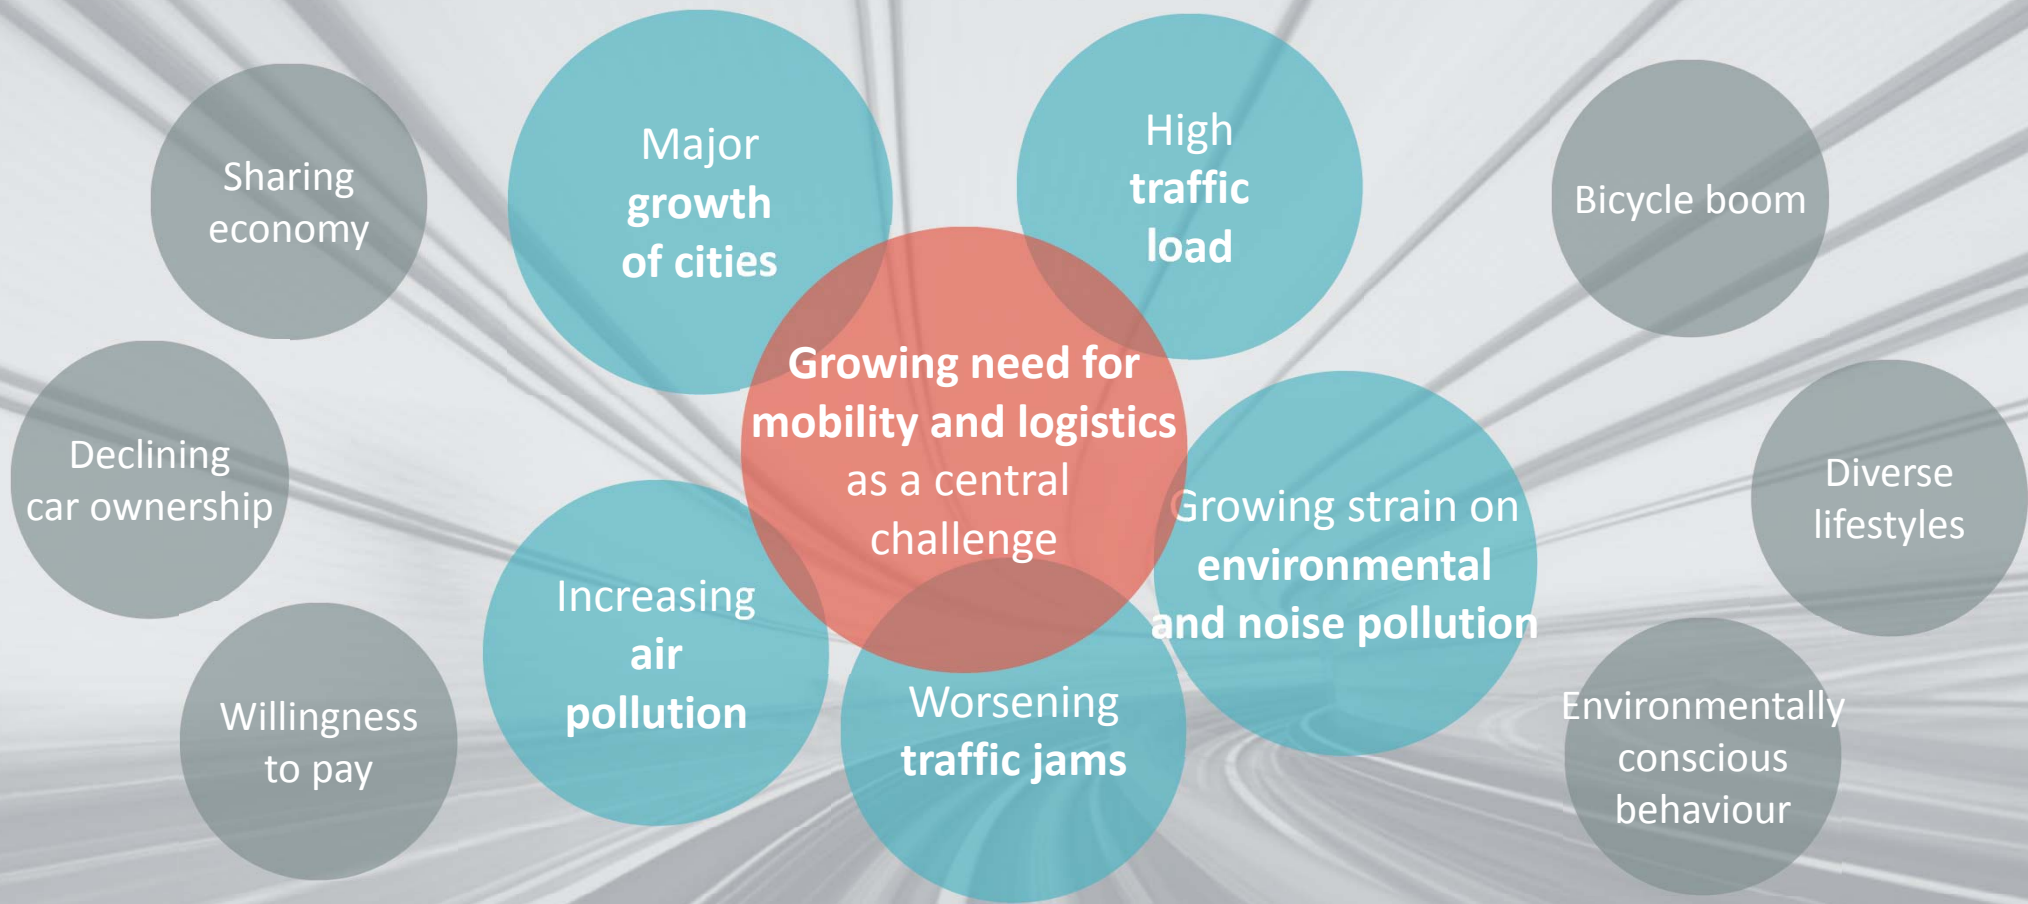 Sharing
economy
Major
growth
of cities
High
traffic
load
Bicycle boom
Growing need for
mobility and logistics
as a central
challenge
Declining
car ownership
Growing strain on
environmental
and noise pollution
Diverse
lifestyles
Increasing
air
pollution
Willingness
to pay
Worsening
traffic jams
Environmentally
conscious
behaviour